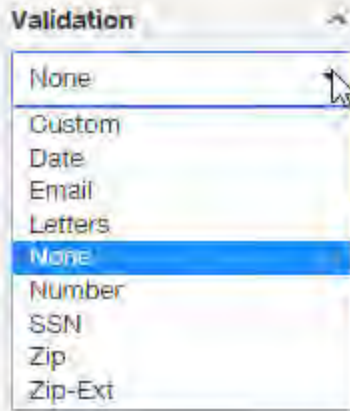 Validation
None
Custom
Date
Email
Letters
None
Number
SSN
Zip
Zip-Ext